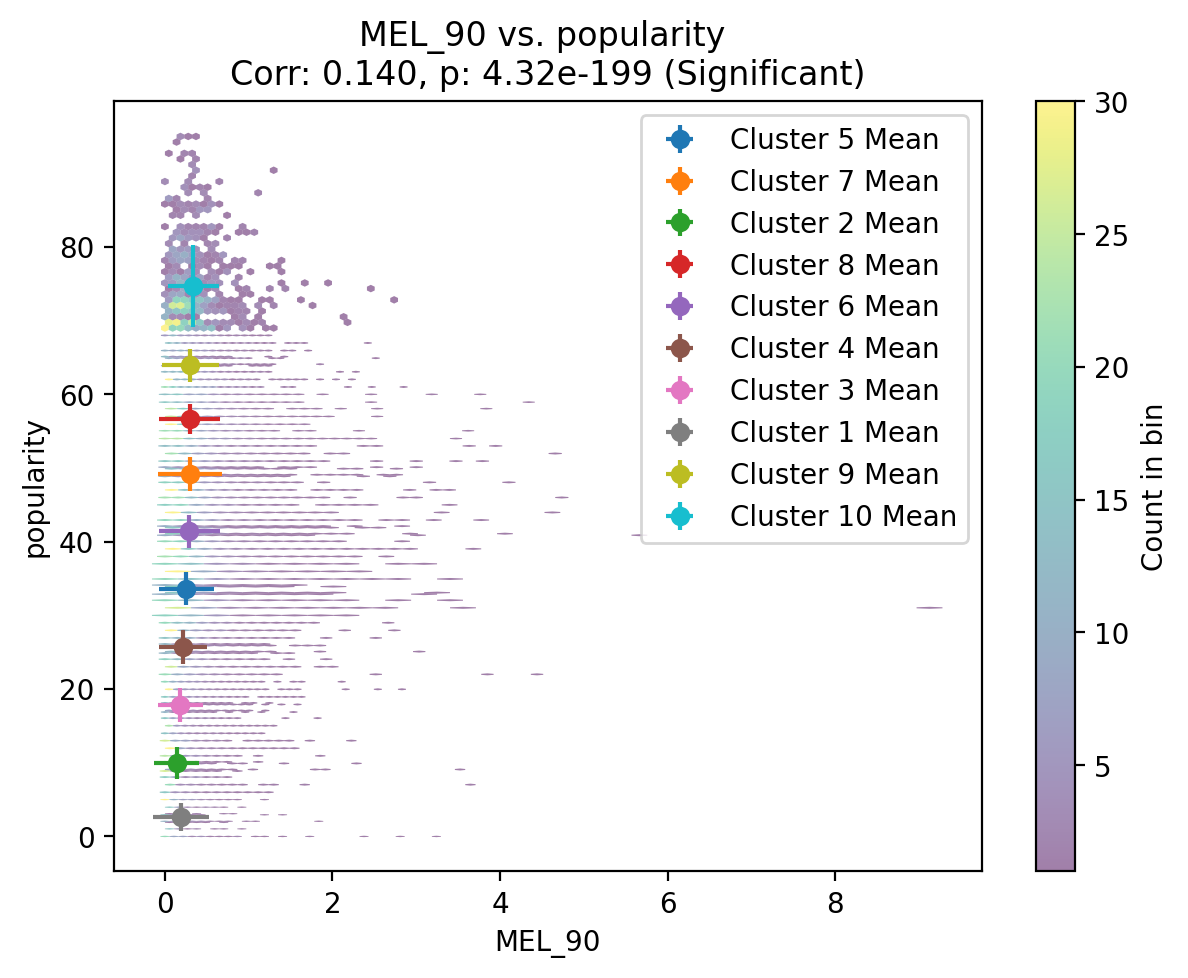 MEL_90 vs. popularity
Corr: 0.140, p: 4.32e-199 (Significant)
popularity
80
60
40
20
0
0
2
4
6
8
MEL_90
Cluster 5 Mean
Cluster 7 Mean
Cluster 2 Mean
Cluster 8 Mean
Cluster 6 Mean
Cluster 4 Mean
Cluster 3 Mean
Cluster 1 Mean
Cluster 9 Mean
Cluster 10 Mean
30
25
20
15
10
5
Count in bin